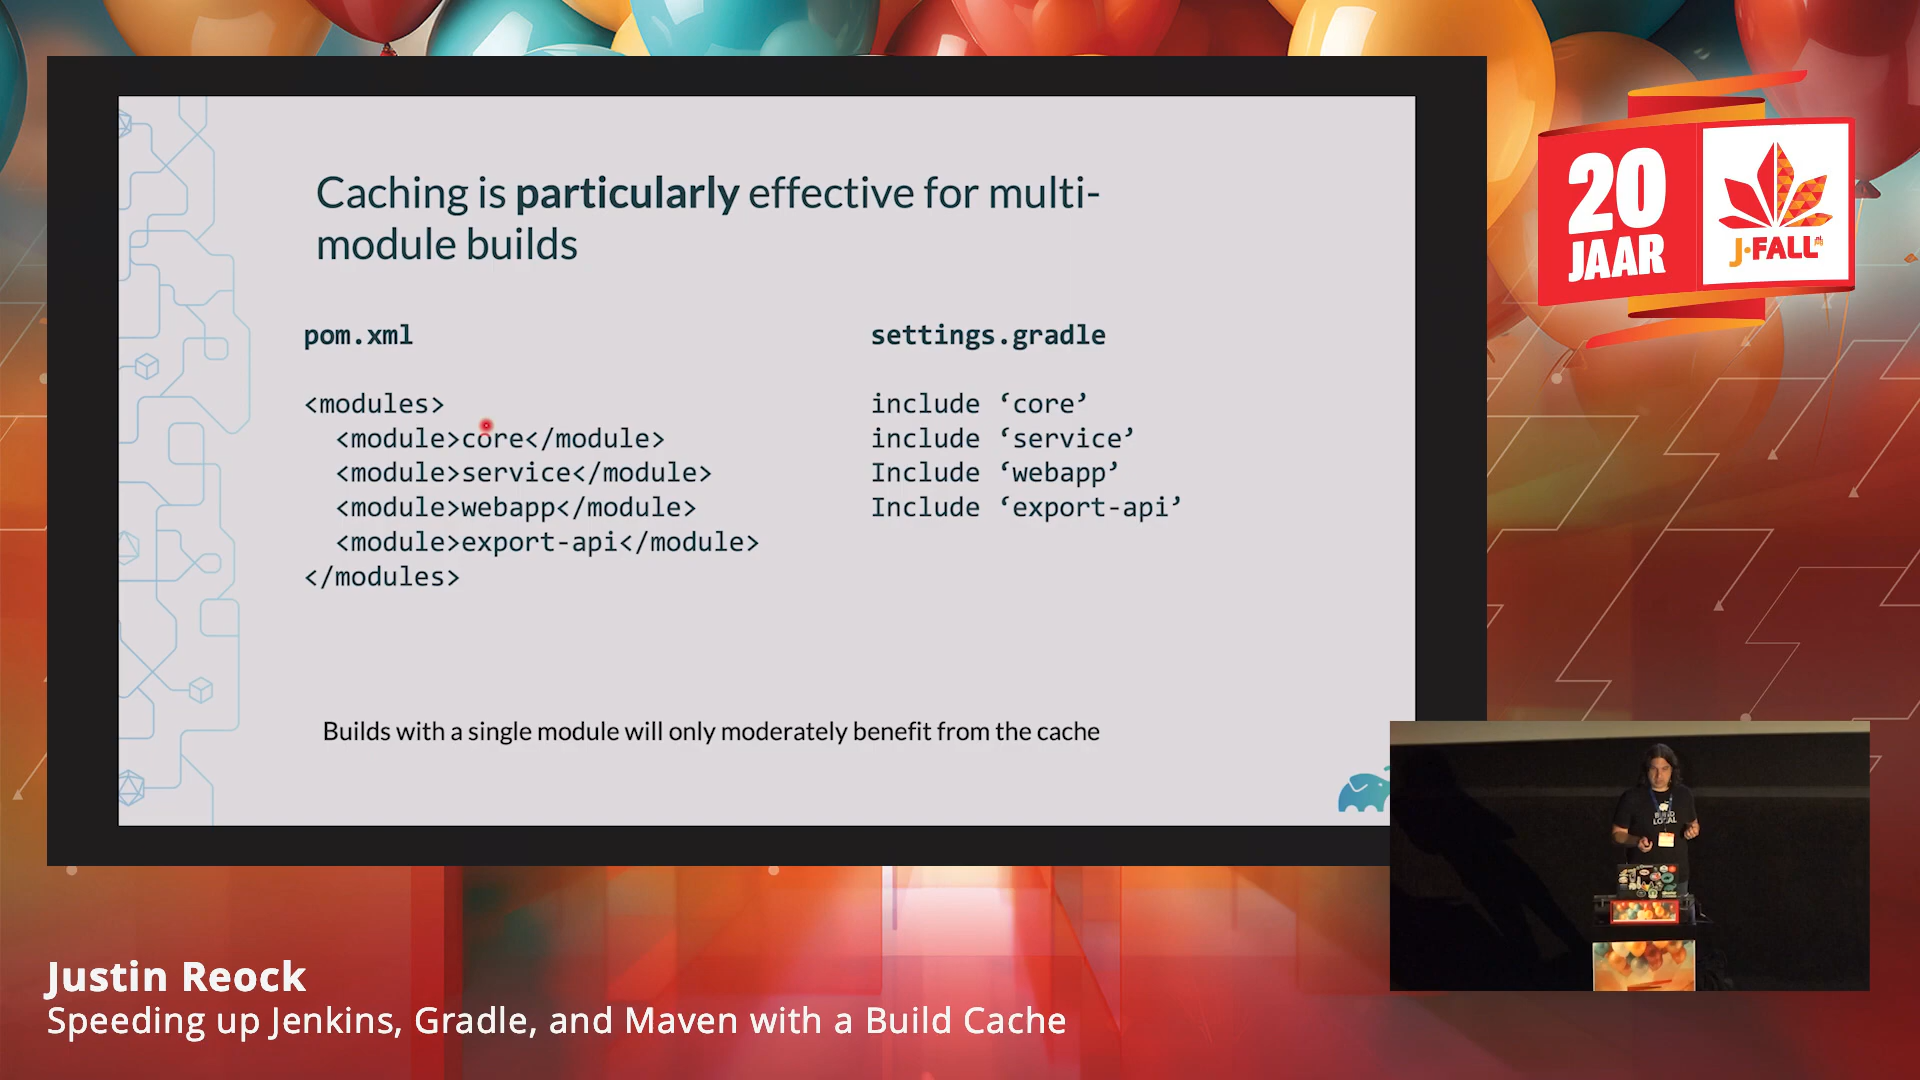 Caching is particularly effective for multi-
module builds
pom.xml
<modules>
<module>core</module>
<module>service</module>
<module>webapp</module>
<module>export-api</module>
</modules>
settings.gradle
include ‘core’
include ‘service’
Include ‘webapp’
Include ‘export-api’
Builds with a single module will only moderately benefit from the cache
20
JAAR
J-FALL
BUILD
LOCAL
Justin Reock
Speeding up Jenkins, Gradle, and Maven with a Build Cache